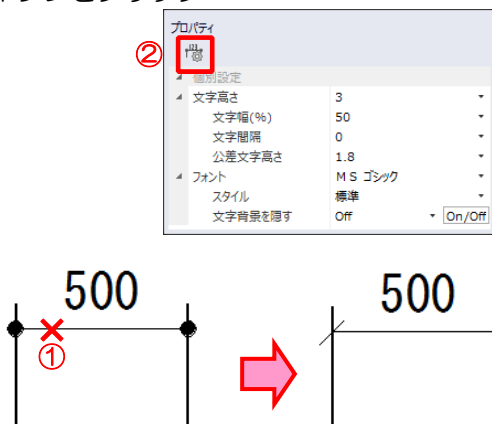 プロパティ
②
個別設定
文字高さ 3
文字幅(%) 50
文字間隔 0
公差文字高さ 1.8
フォント ＭＳ ゴシック
スタイル 標準
文字背景を隠す Off On/Off
500 500
①